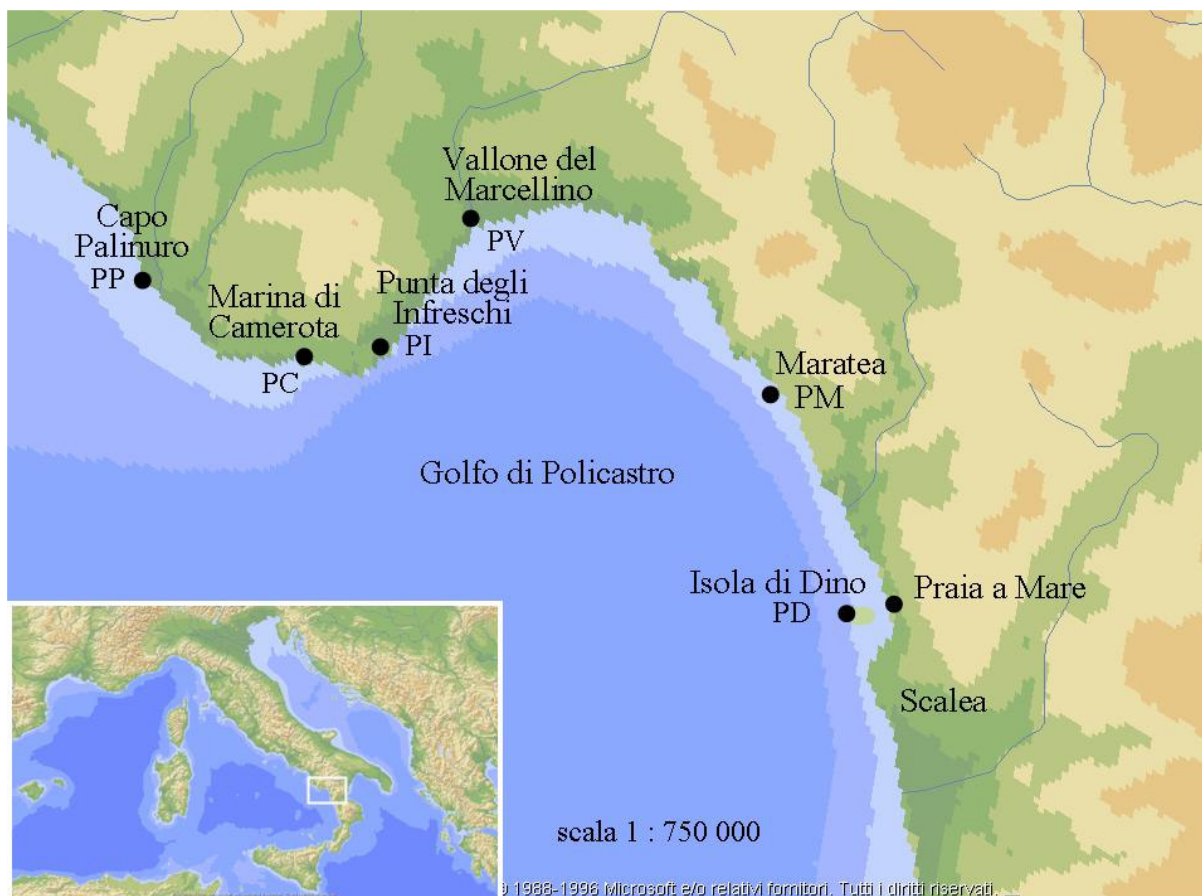 Vallone del
Marcellino
PV
Capo
Palinuro
PP
Marina di
Camerota
PC
Punta degli
Infreschi
PI
Maratea
PM
Golfo di Policastro
Isola di Dino
PD
Praia a Mare
Scalea
scala 1 : 750 000
1988-1996 Microsoft e/o relativi fornitori. Tutti i diritti riservati.